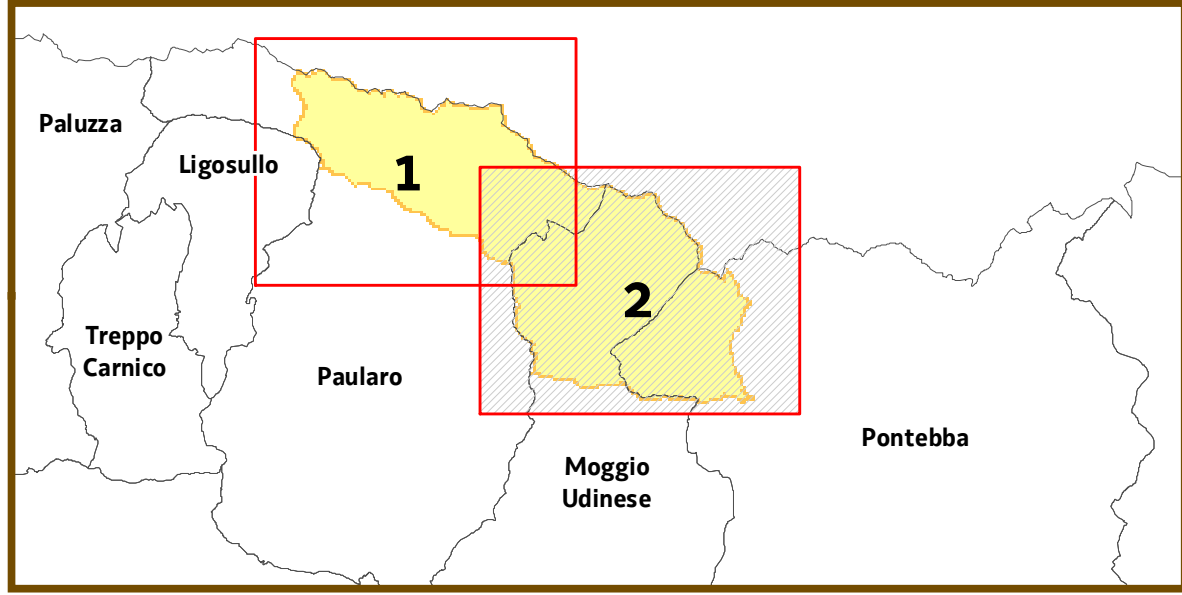 Paluzza
Ligosullo
1
2
Treppo
Carnico
Paularo
Pontebba
Moggio
Udinese